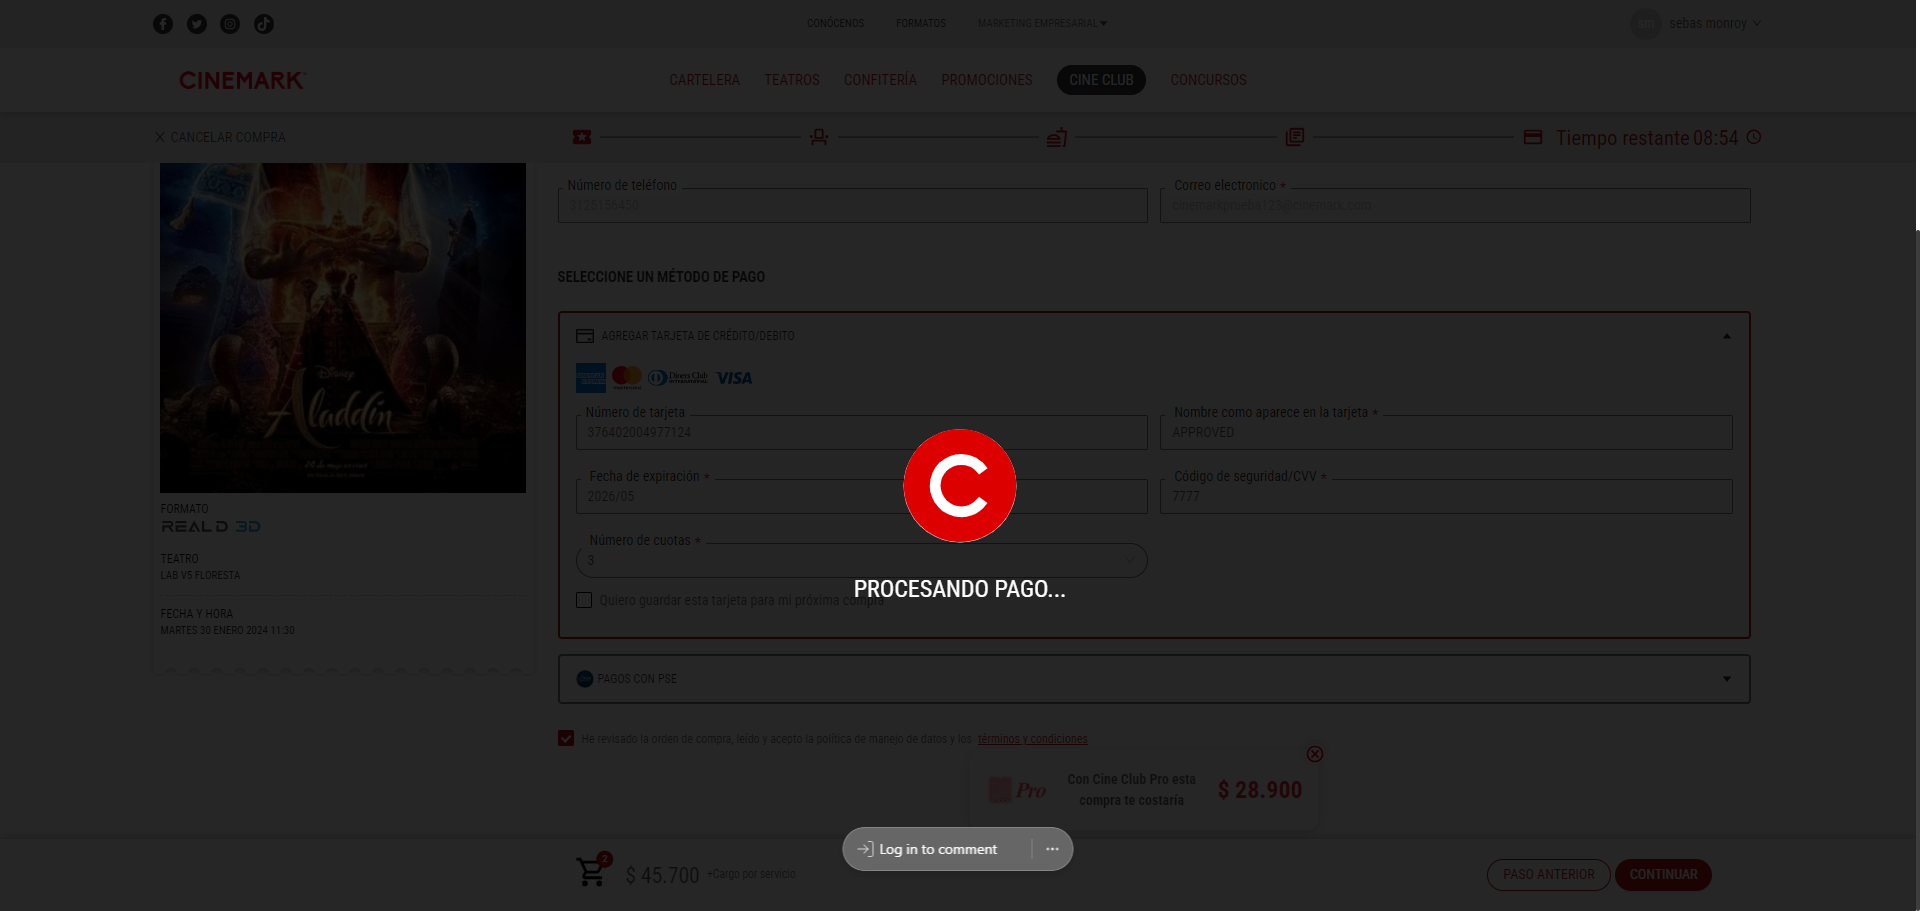 CONÓCENOS
FORMATOS
MARKETING EMPRESARIAL
sebas monroy
CINEMARK
CARTELERA
TEATROS
CONFITERÍA
PROMOCIONES
CINE CLUB
CONCURSOS
CANCELAR COMPRA
Tiempo restante 08:54
Número de teléfono
3125156450
Correo electronico *
cinemarkprueba123@cinemark.com
SELECCIONE UN MÉTODO DE PAGO
AGREGAR TARJETA DE CRÉDITO/DEBITO
Diners Club
VISA
Número de tarjeta
376402004977124
Nombre como aparece en la tarjeta *
APPROVED
Fecha de expiración *
2026/05
Código de seguridad/CVV *
7777
Número de cuotas *
3
PROCESANDO PAGO...
Quiero guardar esta tarjeta para mi próxima compra
Disney
Aladdin
FORMATO
REAL D 3D
TEATRO
LAB V5 FLORESTA
FECHA Y HORA
MARTES 30 ENERO 2024 11:30
PAGOS CON PSE
He revisado la orden de compra, leído y acepto la política de manejo de datos y los términos y condiciones
Pro
Con Cine Club Pro esta
compra te costaría
$ 28.900
Log in to comment
2
$ 45.700
+Cargo por servicio
PASO ANTERIOR
CONTINUAR